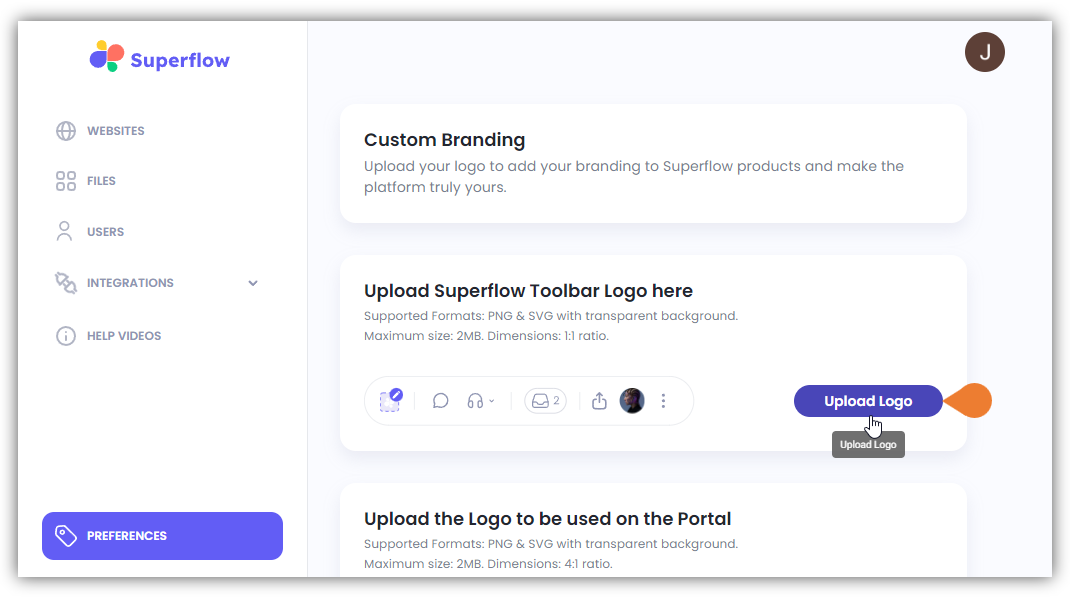 Superflow
J
WEBSITES
FILES
USERS
INTEGRATIONS
HELP VIDEOS
PREFERENCES
Custom Branding
Upload your logo to add your branding to Superflow products and make the
platform truly yours.
Upload Superflow Toolbar Logo here
Supported Formats: PNG & SVG with transparent background.
Maximum size: 2MB. Dimensions: 1:1 ratio.
2
Upload Logo
Upload Logo
Upload the Logo to be used on the Portal
Supported Formats: PNG & SVG with transparent background.
Maximum size: 2MB. Dimensions: 4:1 ratio.